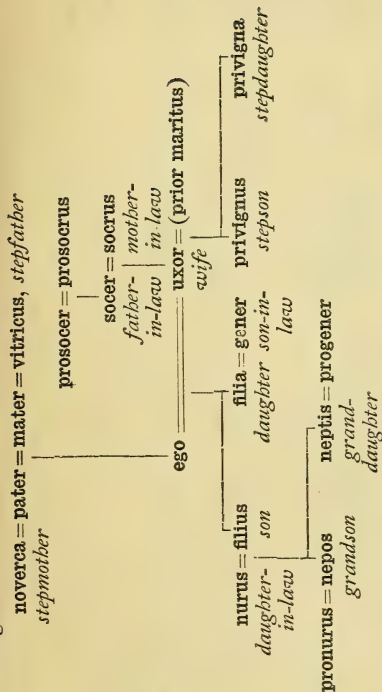 noverca = pater = mater = vitricus, stepfather
stepmother
prosocer = prosocrus
socer = socrus
father- mother-
in-law in-law
ego = uxor = (prior maritus)
wife
nurus = filius filia = gener privignus privigna
daughter- son daughter son-in- stepson stepdaughter
in-law law
pronurus = nepos neptis = progener
grandson grand-
daughter